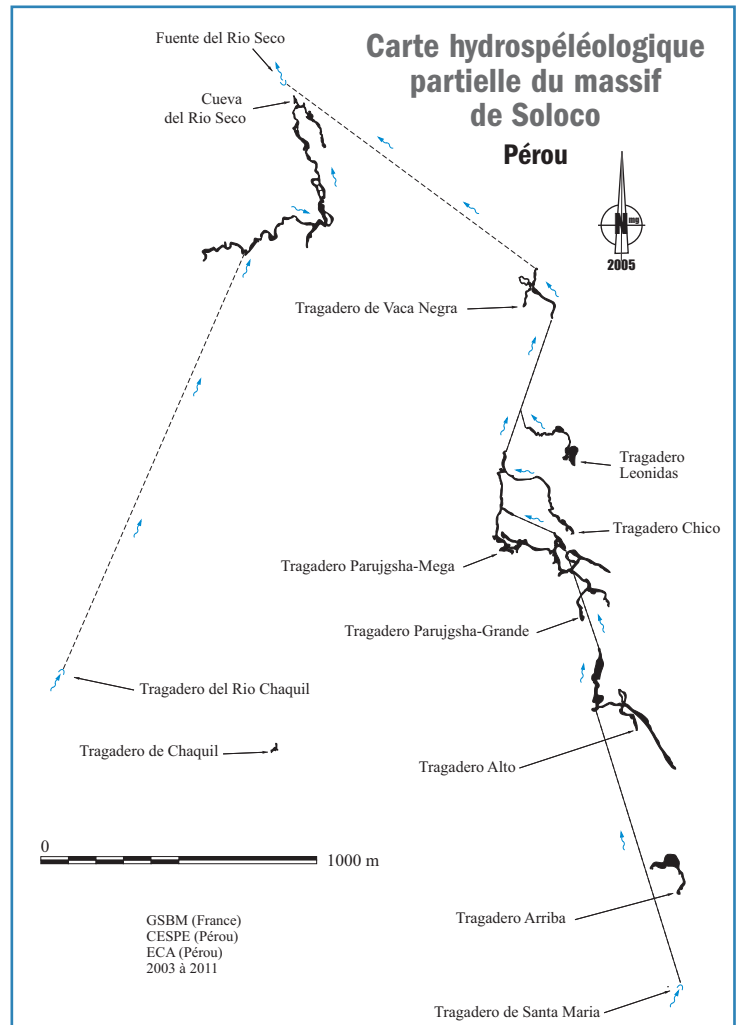 Carte hydrospéléologique
partielle du massif
de Soloco
Pérou
Fuente del Rio Seco
Cueva
del Rio Seco
N mg
2005
Tragadero de Vaca Negra
Tragadero
Leonidas
Tragadero Chico
Tragadero Parujgsha-Mega
Tragadero Parujgsha-Grande
Tragadero del Rio Chaquil
Tragadero de Chaquil
Tragadero Alto
0
1000 m
Tragadero Arriba
GSBM (France)
CESPE (Pérou)
ECA (Pérou)
2003 à 2011
Tragadero de Santa Maria